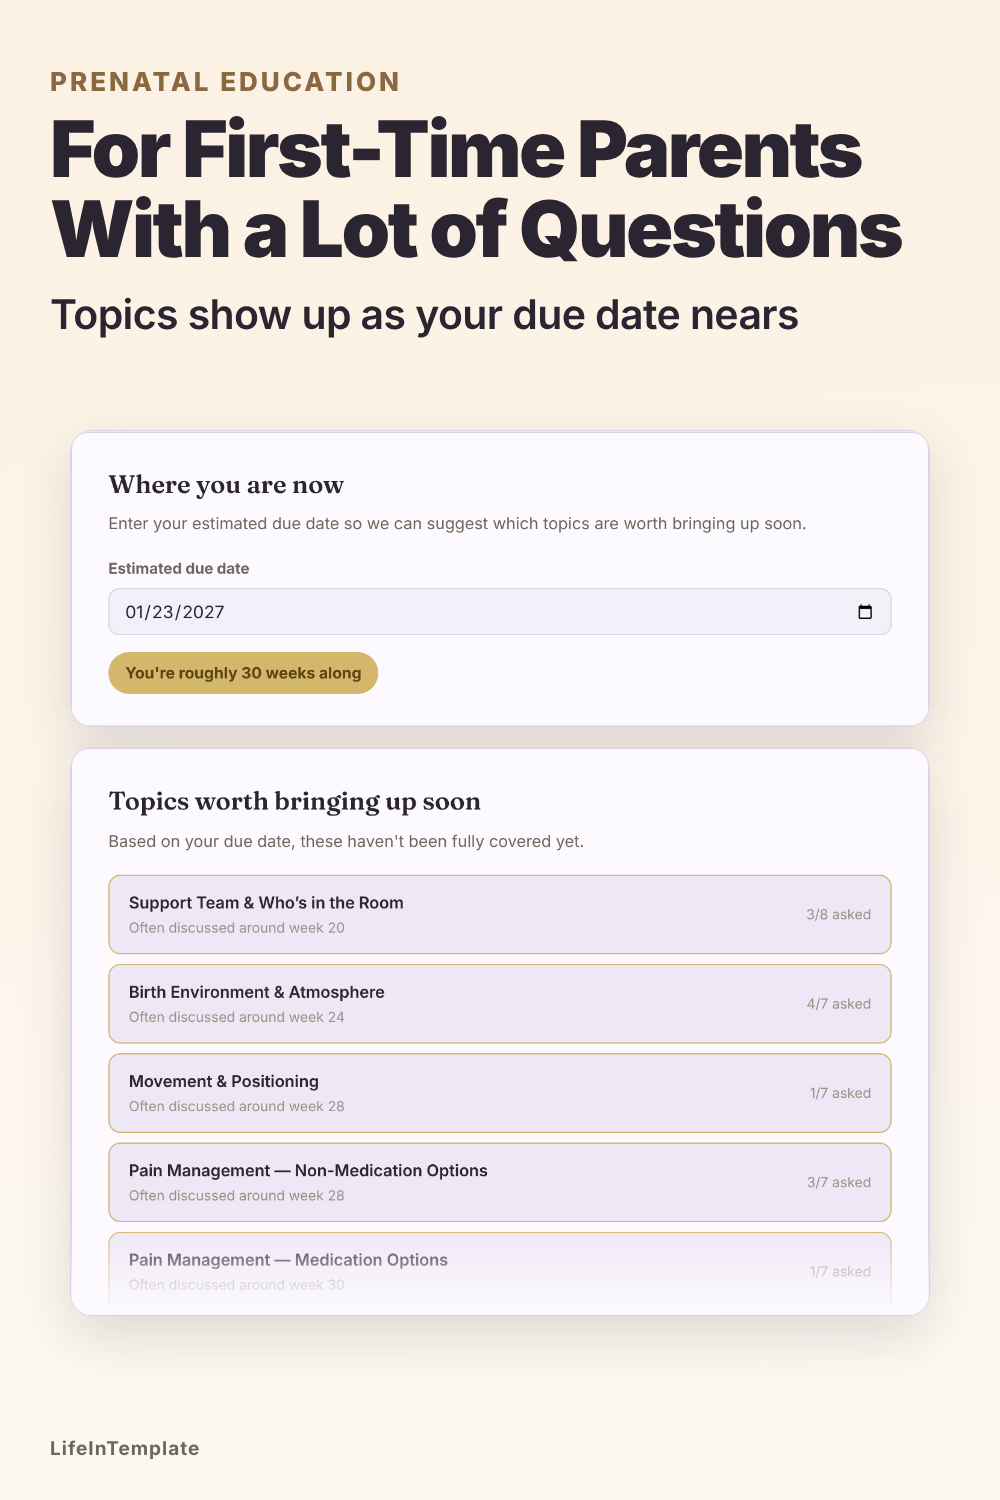 PRENATAL EDUCATION
For First-Time Parents
With a Lot of Questions
Topics show up as your due date nears
Where you are now
Enter your estimated due date so we can suggest which topics are worth bringing up soon.
Estimated due date
01/23/2027
You're roughly 30 weeks along
Topics worth bringing up soon
Based on your due date, these haven't been fully covered yet.
Support Team & Who’s in the Room
Often discussed around week 20
3/8 asked
Birth Environment & Atmosphere
Often discussed around week 24
4/7 asked
Movement & Positioning
Often discussed around week 28
1/7 asked
Pain Management — Non-Medication Options
Often discussed around week 28
3/7 asked
Pain Management — Medication Options
Often discussed around week 30
1/7 asked
LifeInTemplate